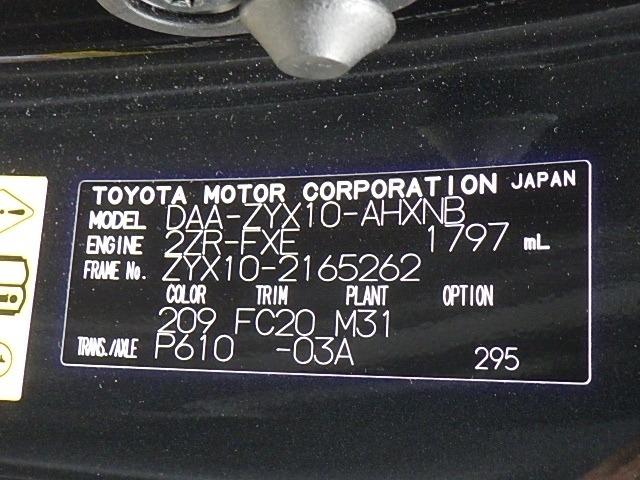 TOYOTA MOTOR CORPORATION JAPAN
MODEL DAA-ZYX10-AHXNB
ENGINE 2ZR-FXE 1797 mL
FRAME No. ZYX10-2165262
COLOR TRIM PLANT OPTION
209 FC20 M31
TRANS./AXLE P610 -03A 295